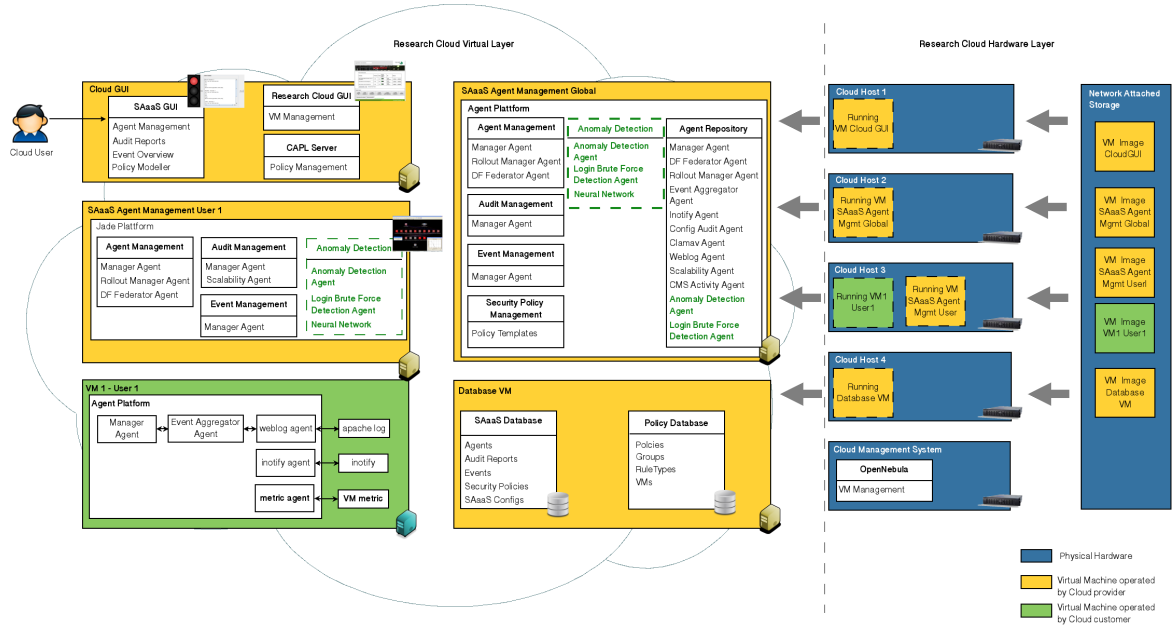 Research Cloud Virtual Layer
Research Cloud Hardware Layer
Cloud User
Cloud GUI
SAaaS GUI
Agent Management
Audit Reports
Event Overview
Policy Modeller
Research Cloud GUI
VM Management
CAPL Server
Policy Management
SAaaS Agent Management User 1
Jade Plattform
Agent Management
Manager Agent
Rollout Manager Agent
DF Federator Agent
Audit Management
Manager Agent
Scalability Agent
Event Management
Manager Agent
Anomaly Detection
Anomaly Detection
Agent
Login Brute Force
Detection Agent
Neural Network
VM 1 - User 1
Agent Platform
Manager
Agent
Event Aggregator
Agent
weblog agent
apache log
inotify agent
inotify
metric agent
VM metric
SAaaS Agent Management Global
Agent Plattform
Agent Management
Manager Agent
Rollout Manager Agent
DF Federator Agent
Audit Management
Manager Agent
Event Management
Manager Agent
Security Policy
Management
Policy Templates
Anomaly Detection
Anomaly Detection
Agent
Login Brute Force
Detection Agent
Neural Network
Agent Repository
Manager Agent
DF Federator Agent
Rollout Manager Agent
Event Aggregator
Agent
Inotify Agent
Config Audit Agent
Clamav Agent
Weblog Agent
Scalability Agent
CMS Activity Agent
Anomaly Detection
Agent
Login Brute Force
Detection Agent
Database VM
SAaaS Database
Agents
Audit Reports
Events
Security Policies
SAaaS Configs
Policy Database
Polcies
Groups
RuleTypes
VMs
Cloud Host 1
Running
VM Cloud GUI
Cloud Host 2
Running VM
SAaaS Agent
Mgmt Global
Cloud Host 3
Running VM1
User1
Running VM
SAaaS Agent
Mgmt User
Cloud Host 4
Running
Database VM
Cloud Management System
OpenNebula
VM Management
Network Attached
Storage
VM Image
CloudGUI
VM Image
SAaaS Agent
Mgmt Global
VM Image
SAaaS Agent
Mgmt Userl
VM Image
VM1 User1
VM Image
Database
VM
Physical Hardware
Virtual Machine operated
by Cloud provider
Virtual Machine operated
by Cloud customer